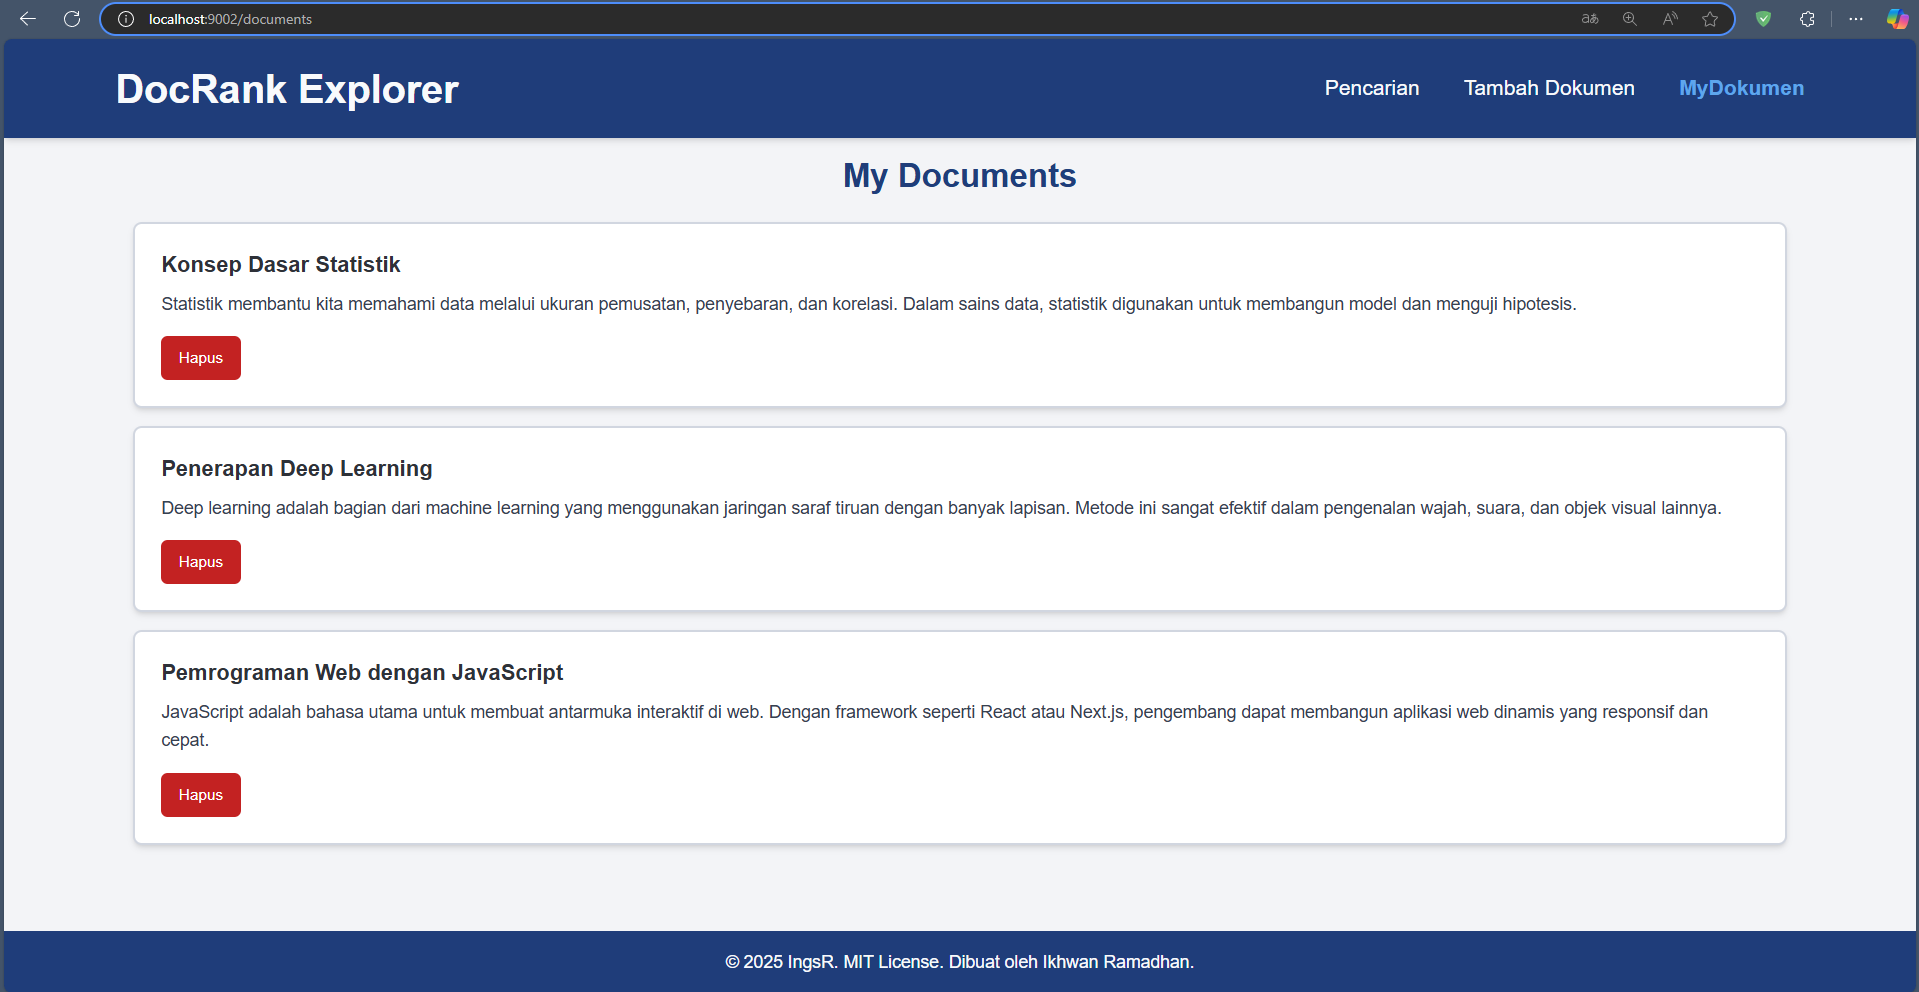 localhost:9002/documents
DocRank Explorer
Pencarian
Tambah Dokumen
MyDokumen
My Documents
Konsep Dasar Statistik
Statistik membantu kita memahami data melalui ukuran pemusatan, penyebaran, dan korelasi. Dalam sains data, statistik digunakan untuk membangun model dan menguji hipotesis.
Hapus
Penerapan Deep Learning
Deep learning adalah bagian dari machine learning yang menggunakan jaringan saraf tiruan dengan banyak lapisan. Metode ini sangat efektif dalam pengenalan wajah, suara, dan objek visual lainnya.
Hapus
Pemrograman Web dengan JavaScript
JavaScript adalah bahasa utama untuk membuat antarmuka interaktif di web. Dengan framework seperti React atau Next.js, pengembang dapat membangun aplikasi web dinamis yang responsif dan
cepat.
Hapus
© 2025 IngsR. MIT License. Dibuat oleh Ikhwan Ramadhan.